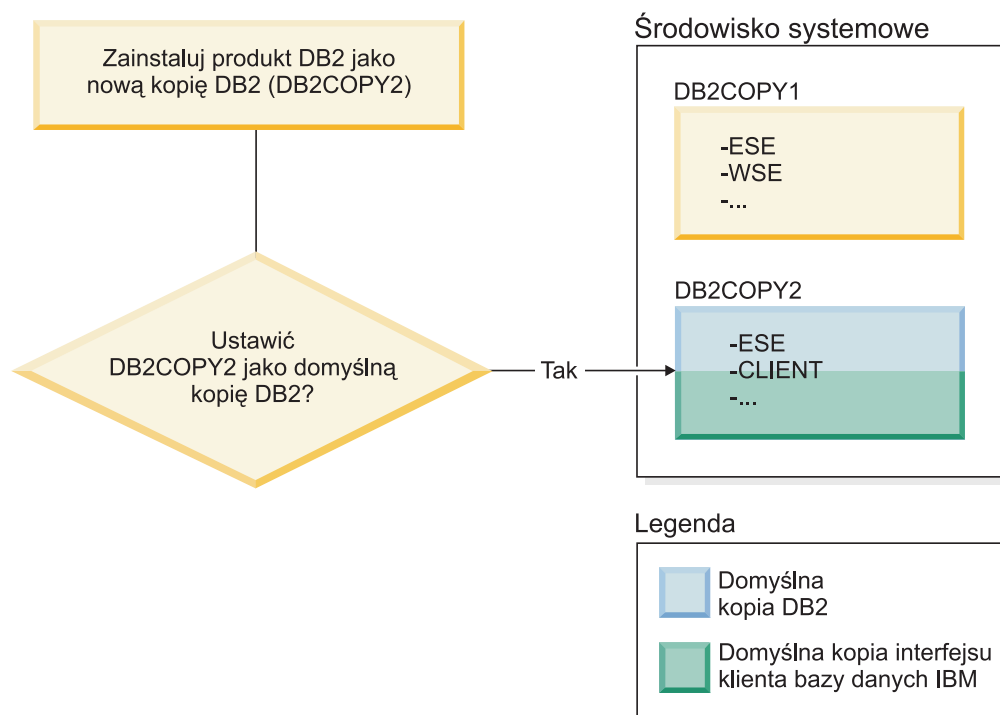 Zainstaluj produkt DB2 jako
nową kopię DB2 (DB2COPY2)
Ustawić
DB2COPY2 jako domyślną
kopię DB2?
Tak
Środowisko systemowe
DB2COPY1
-ESE
-WSE
-...
DB2COPY2
-ESE
-CLIENT
-...
Legenda
Domyślna
kopia DB2
Domyślna kopia interfejsu
klienta bazy danych IBM